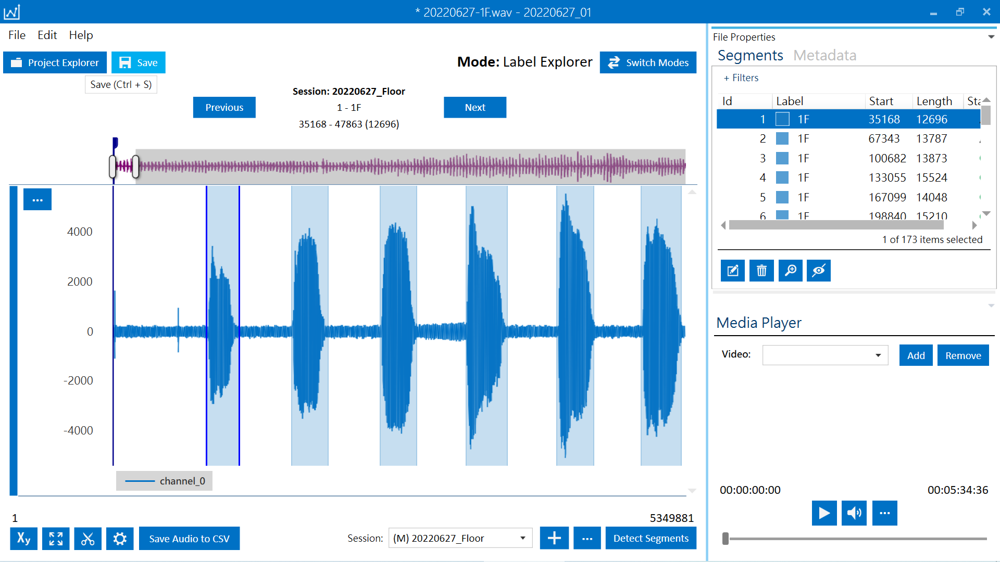 * 20220627-1F.wav - 20220627_01
File Edit Help
Project Explorer Save
Mode: Label Explorer Switch Modes
Save (Ctrl + S)
Session: 20220627_Floor
Previous 1 - 1F Next
35168 - 47863 (12696)
...
4000
2000
0
-2000
-4000
channel_0
1 5349881
Xy Save Audio to CSV Session: (M) 20220627_Floor ... Detect Segments
File Properties
Segments Metadata
+ Filters
Id Label Start Length
1 1F 35168 12696
2 1F 67343 13787
3 1F 100682 13873
4 1F 133055 15524
5 1F 167099 14048
6 1F 198840 15210
1 of 173 items selected
Media Player
Video: Add Remove
00:00:00:00 00:05:34:36
...